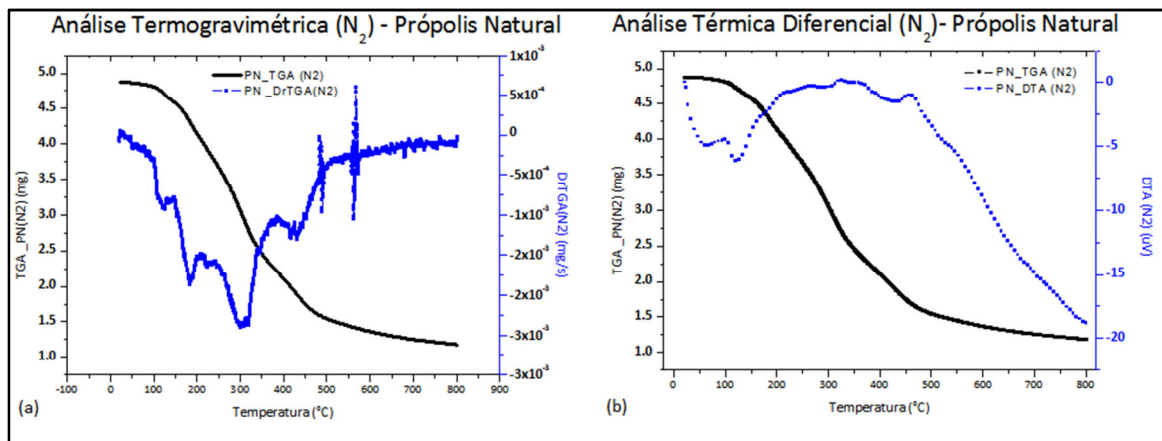 Análise Termogravimétrica (N2) - Própolis Natural
PN_TGA (N2)
PN_DrTGA(N2)
TGA_PN(N2) (mg)
5.0
4.5
4.0
3.5
3.0
2.5
2.0
1.5
1.0
-100 0 100 200 300 400 500 600 700 800 900
Temperatura (°C)
1x10⁻³
5x10⁻⁴
0
-5x10⁻⁴
-1x10⁻³
-2x10⁻³
-2x10⁻³
-3x10⁻³
-3x10⁻³
DrTGA(N2) (mg/s)
(a)
Análise Térmica Diferencial (N2)- Própolis Natural
PN_TGA (N2)
PN_DTA (N2)
TGA_PN(N2) (mg)
5.0
4.5
4.0
3.5
3.0
2.5
2.0
1.5
1.0
0 100 200 300 400 500 600 700 800
Temperatura (°C)
0
-5
-10
-15
-20
DTA (N2) (uV)
(b)